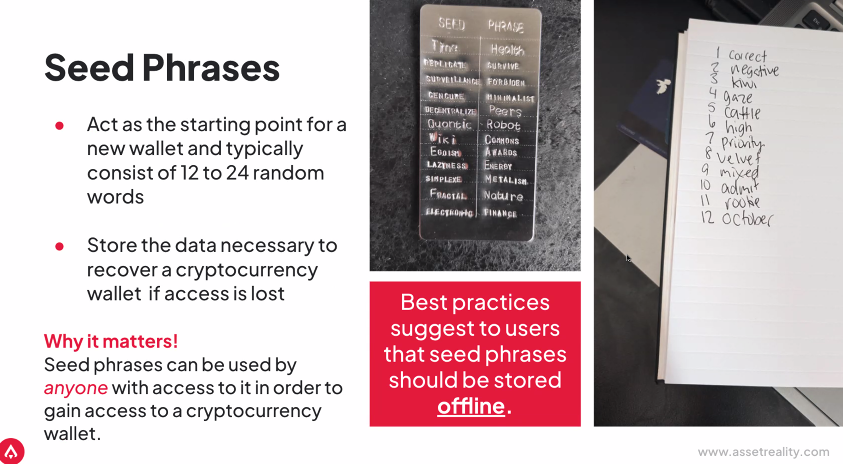 Seed Phrases
Act as the starting point for a
new wallet and typically
consist of 12 to 24 random
words
Store the data necessary to
recover a cryptocurrency
wallet if access is lost
Why it matters!
Seed phrases can be used by
anyone with access to it in order to
gain access to a cryptocurrency
wallet.
SEED PHRASE
Time Health
REPLICATE SURVIVE
SURVEILLANCE FORBIDEN
CENSURE MINIMALIST
DECENTRALIZE Peers
Quantic Robot
Wiki COMMONS
EGOISM AWARDS
LAZYNESS ENERGY
SIMPLEXE METALISM
FRACTAL Nature
ELECTRONIC FINANCE
Best practices
suggest to users
that seed phrases
should be stored
offline.
1 correct
2 negative
3 kiwi
4 gaze
5 cattle
6 high
7 priority
8 velvet
9 mixed
10 admit
11 rookie
12 October
www.assetreality.com